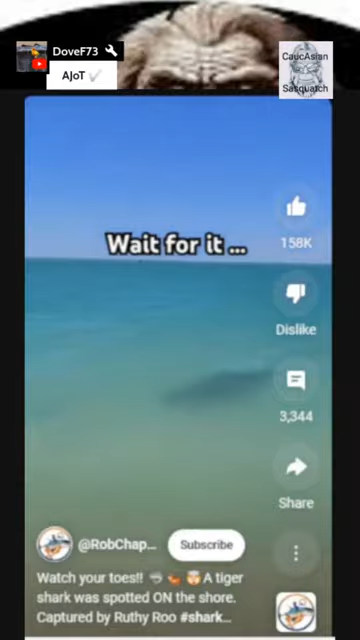 DoveF73
AJoT
CaucAsian
Sasquatch
Wait for it ...
158K
Dislike
3,344
Share
@RobChap...
Subscribe
Watch your toes!! A tiger
shark was spotted ON the shore.
Captured by Ruthy Roo #shark...